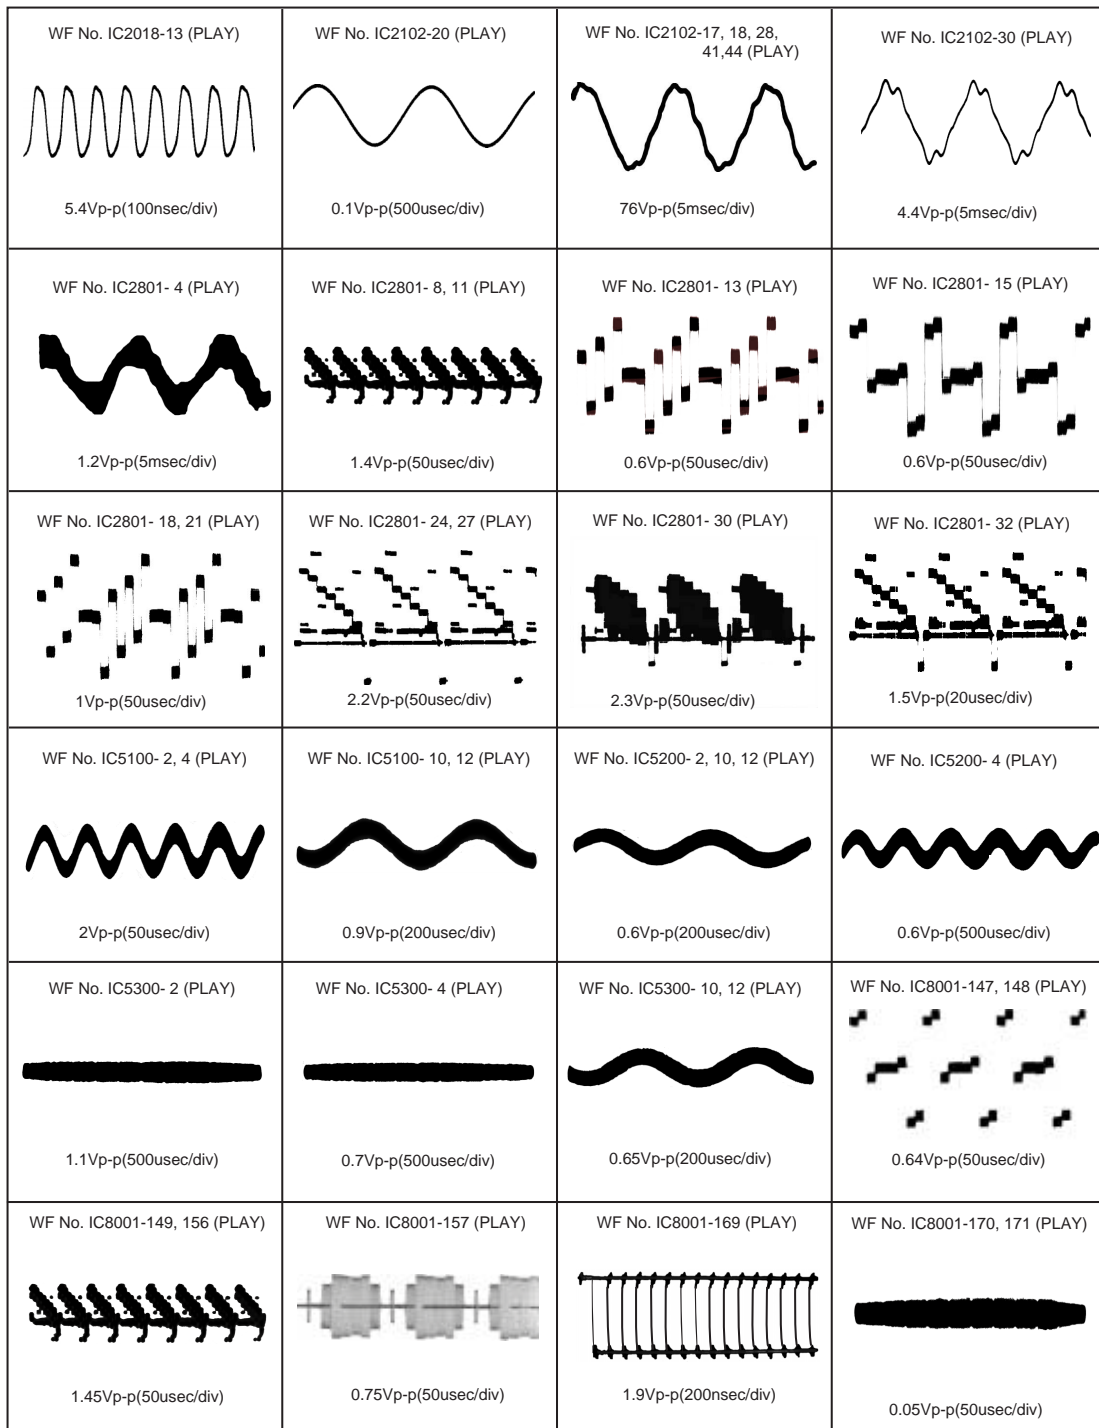 WF No. IC2018-13 (PLAY)
5.4Vp-p(100nsec/div)
WF No. IC2102-20 (PLAY)
0.1Vp-p(500usec/div)
WF No. IC2102-17, 18, 28,
41,44 (PLAY)
76Vp-p(5msec/div)
WF No. IC2102-30 (PLAY)
4.4Vp-p(5msec/div)
WF No. IC2801- 4 (PLAY)
1.2Vp-p(5msec/div)
WF No. IC2801- 8, 11 (PLAY)
1.4Vp-p(50usec/div)
WF No. IC2801- 13 (PLAY)
0.6Vp-p(50usec/div)
WF No. IC2801- 15 (PLAY)
0.6Vp-p(50usec/div)
WF No. IC2801- 18, 21 (PLAY)
1Vp-p(50usec/div)
WF No. IC2801- 24, 27 (PLAY)
2.2Vp-p(50usec/div)
WF No. IC2801- 30 (PLAY)
2.3Vp-p(50usec/div)
WF No. IC2801- 32 (PLAY)
1.5Vp-p(20usec/div)
WF No. IC5100- 2, 4 (PLAY)
2Vp-p(50usec/div)
WF No. IC5100- 10, 12 (PLAY)
0.9Vp-p(200usec/div)
WF No. IC5200- 2, 10, 12 (PLAY)
0.6Vp-p(200usec/div)
WF No. IC5200- 4 (PLAY)
0.6Vp-p(500usec/div)
WF No. IC5300- 2 (PLAY)
1.1Vp-p(500usec/div)
WF No. IC5300- 4 (PLAY)
0.7Vp-p(500usec/div)
WF No. IC5300- 10, 12 (PLAY)
0.65Vp-p(200usec/div)
WF No. IC8001-147, 148 (PLAY)
0.64Vp-p(50usec/div)
WF No. IC8001-149, 156 (PLAY)
1.45Vp-p(50usec/div)
WF No. IC8001-157 (PLAY)
0.75Vp-p(50usec/div)
WF No. IC8001-169 (PLAY)
1.9Vp-p(200nsec/div)
WF No. IC8001-170, 171 (PLAY)
0.05Vp-p(50usec/div)